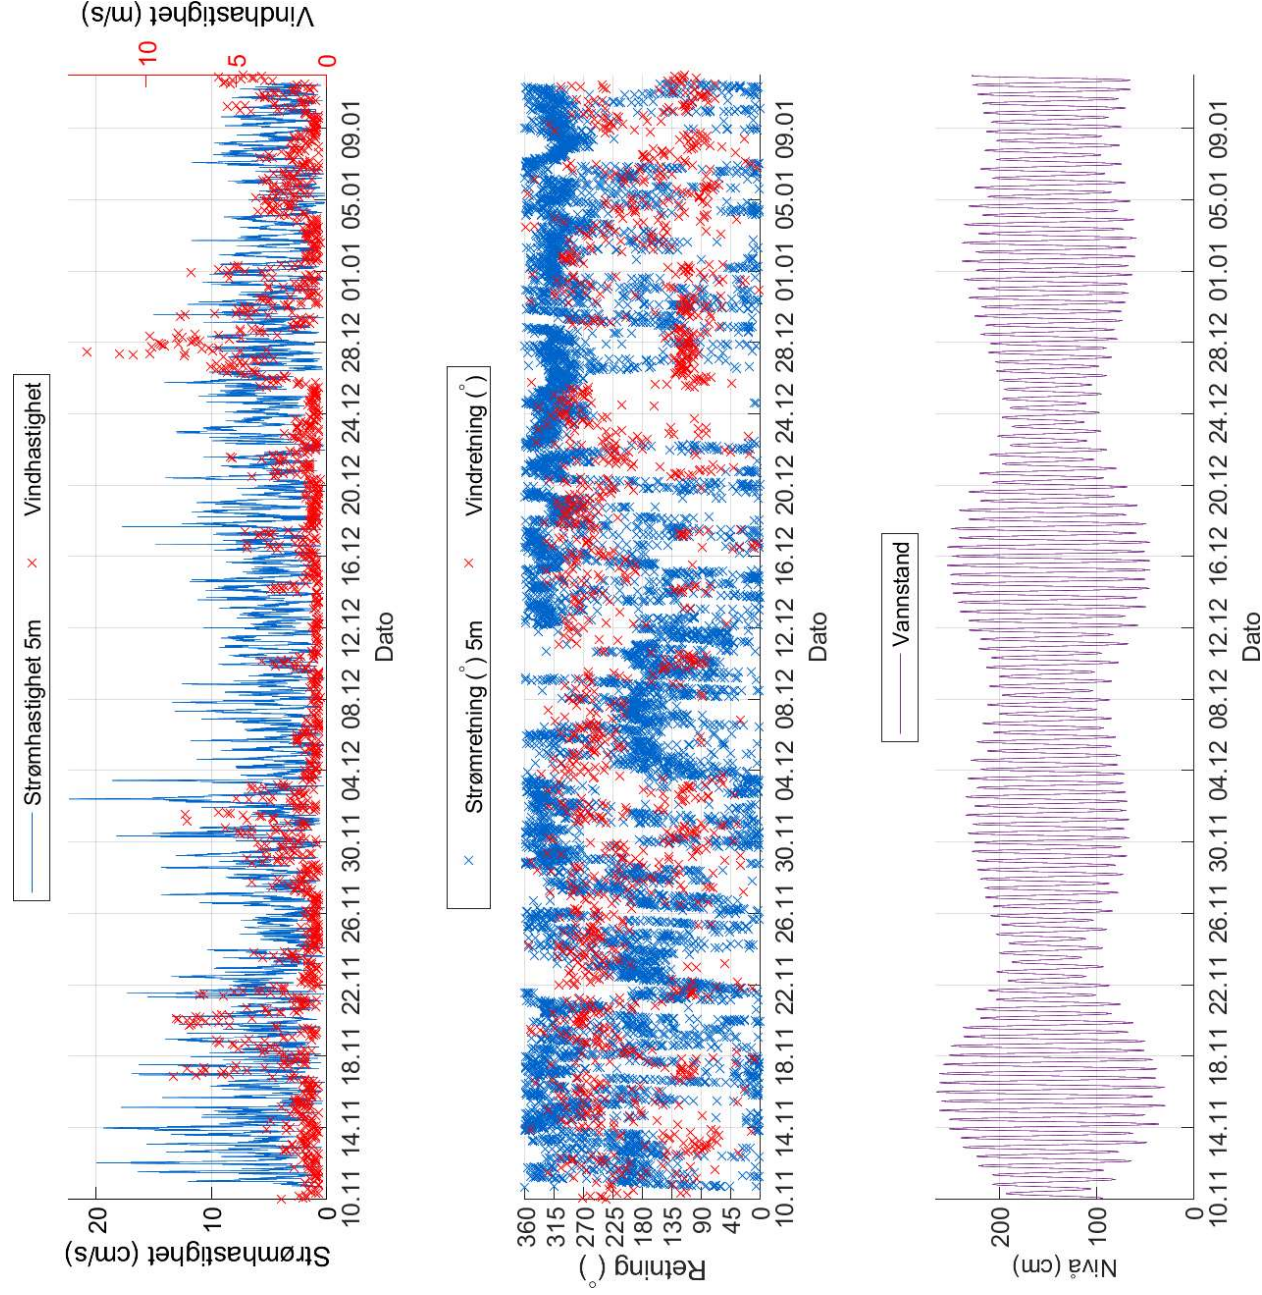 Strømhastighet 5m Vindhastighet
Strømhastighet (cm/s)
Vindhastighet (m/s)
20
10
0
10
5
0
10.11 14.11 18.11 22.11 26.11 30.11 04.12 08.12 12.12 16.12 20.12 24.12 28.12 01.01 05.01 09.01
Dato
Strømretning (°) 5m Vindretning (°)
Retning (°)
360
315
270
225
180
135
90
45
0
10.11 14.11 18.11 22.11 26.11 30.11 04.12 08.12 12.12 16.12 20.12 24.12 28.12 01.01 05.01 09.01
Dato
Vannstand
Nivå (cm)
200
100
0
10.11 14.11 18.11 22.11 26.11 30.11 04.12 08.12 12.12 16.12 20.12 24.12 28.12 01.01 05.01 09.01
Dato